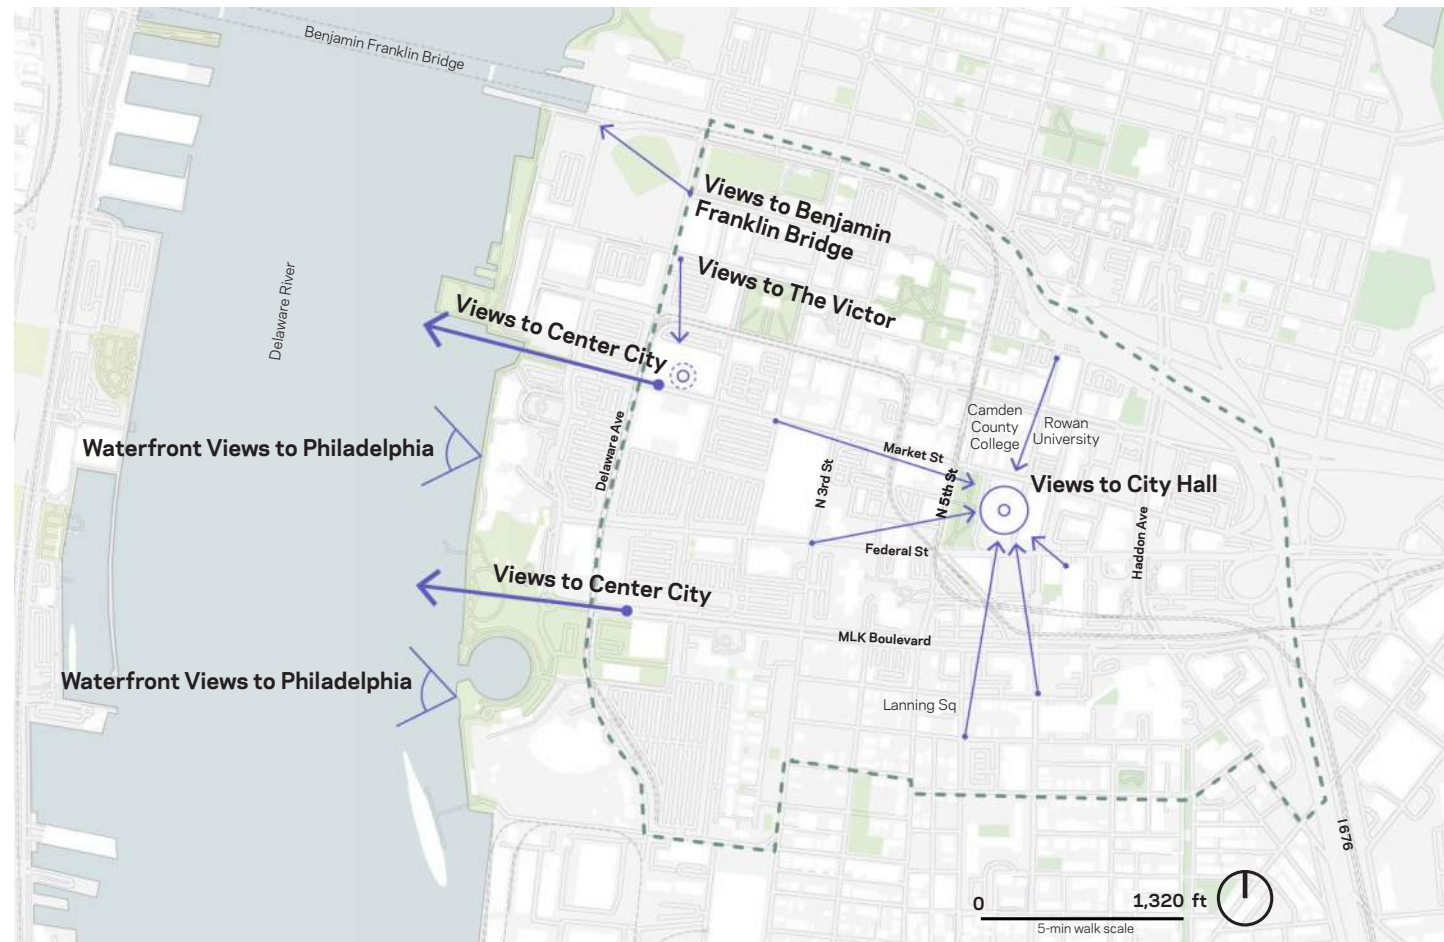 Benjamin Franklin Bridge
Views to Benjamin
Franklin Bridge
Views to The Victor
Delaware River
Views to Center City
Camden
County
College
Rowan
University
Delaware Ave
Market St
Waterfront Views to Philadelphia
N 3rd St
N 5th St
Views to City Hall
Haddon Ave
Federal St
Views to Center City
MLK Boulevard
Waterfront Views to Philadelphia
Lanning Sq
I 676
0
1,320 ft
5-min walk scale